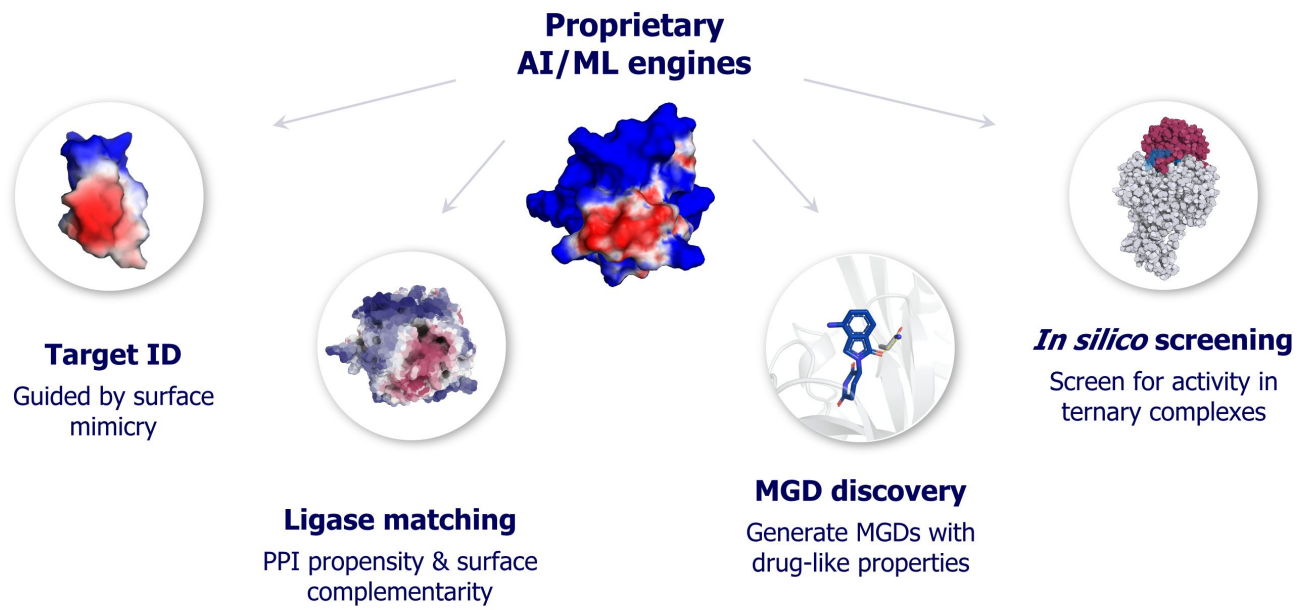 Proprietary
AI/ML engines
Target ID
Guided by surface
mimicry
Ligase matching
PPI propensity & surface
complementarity
MGD discovery
Generate MGDs with
drug-like properties
In silico screening
Screen for activity in
ternary complexes